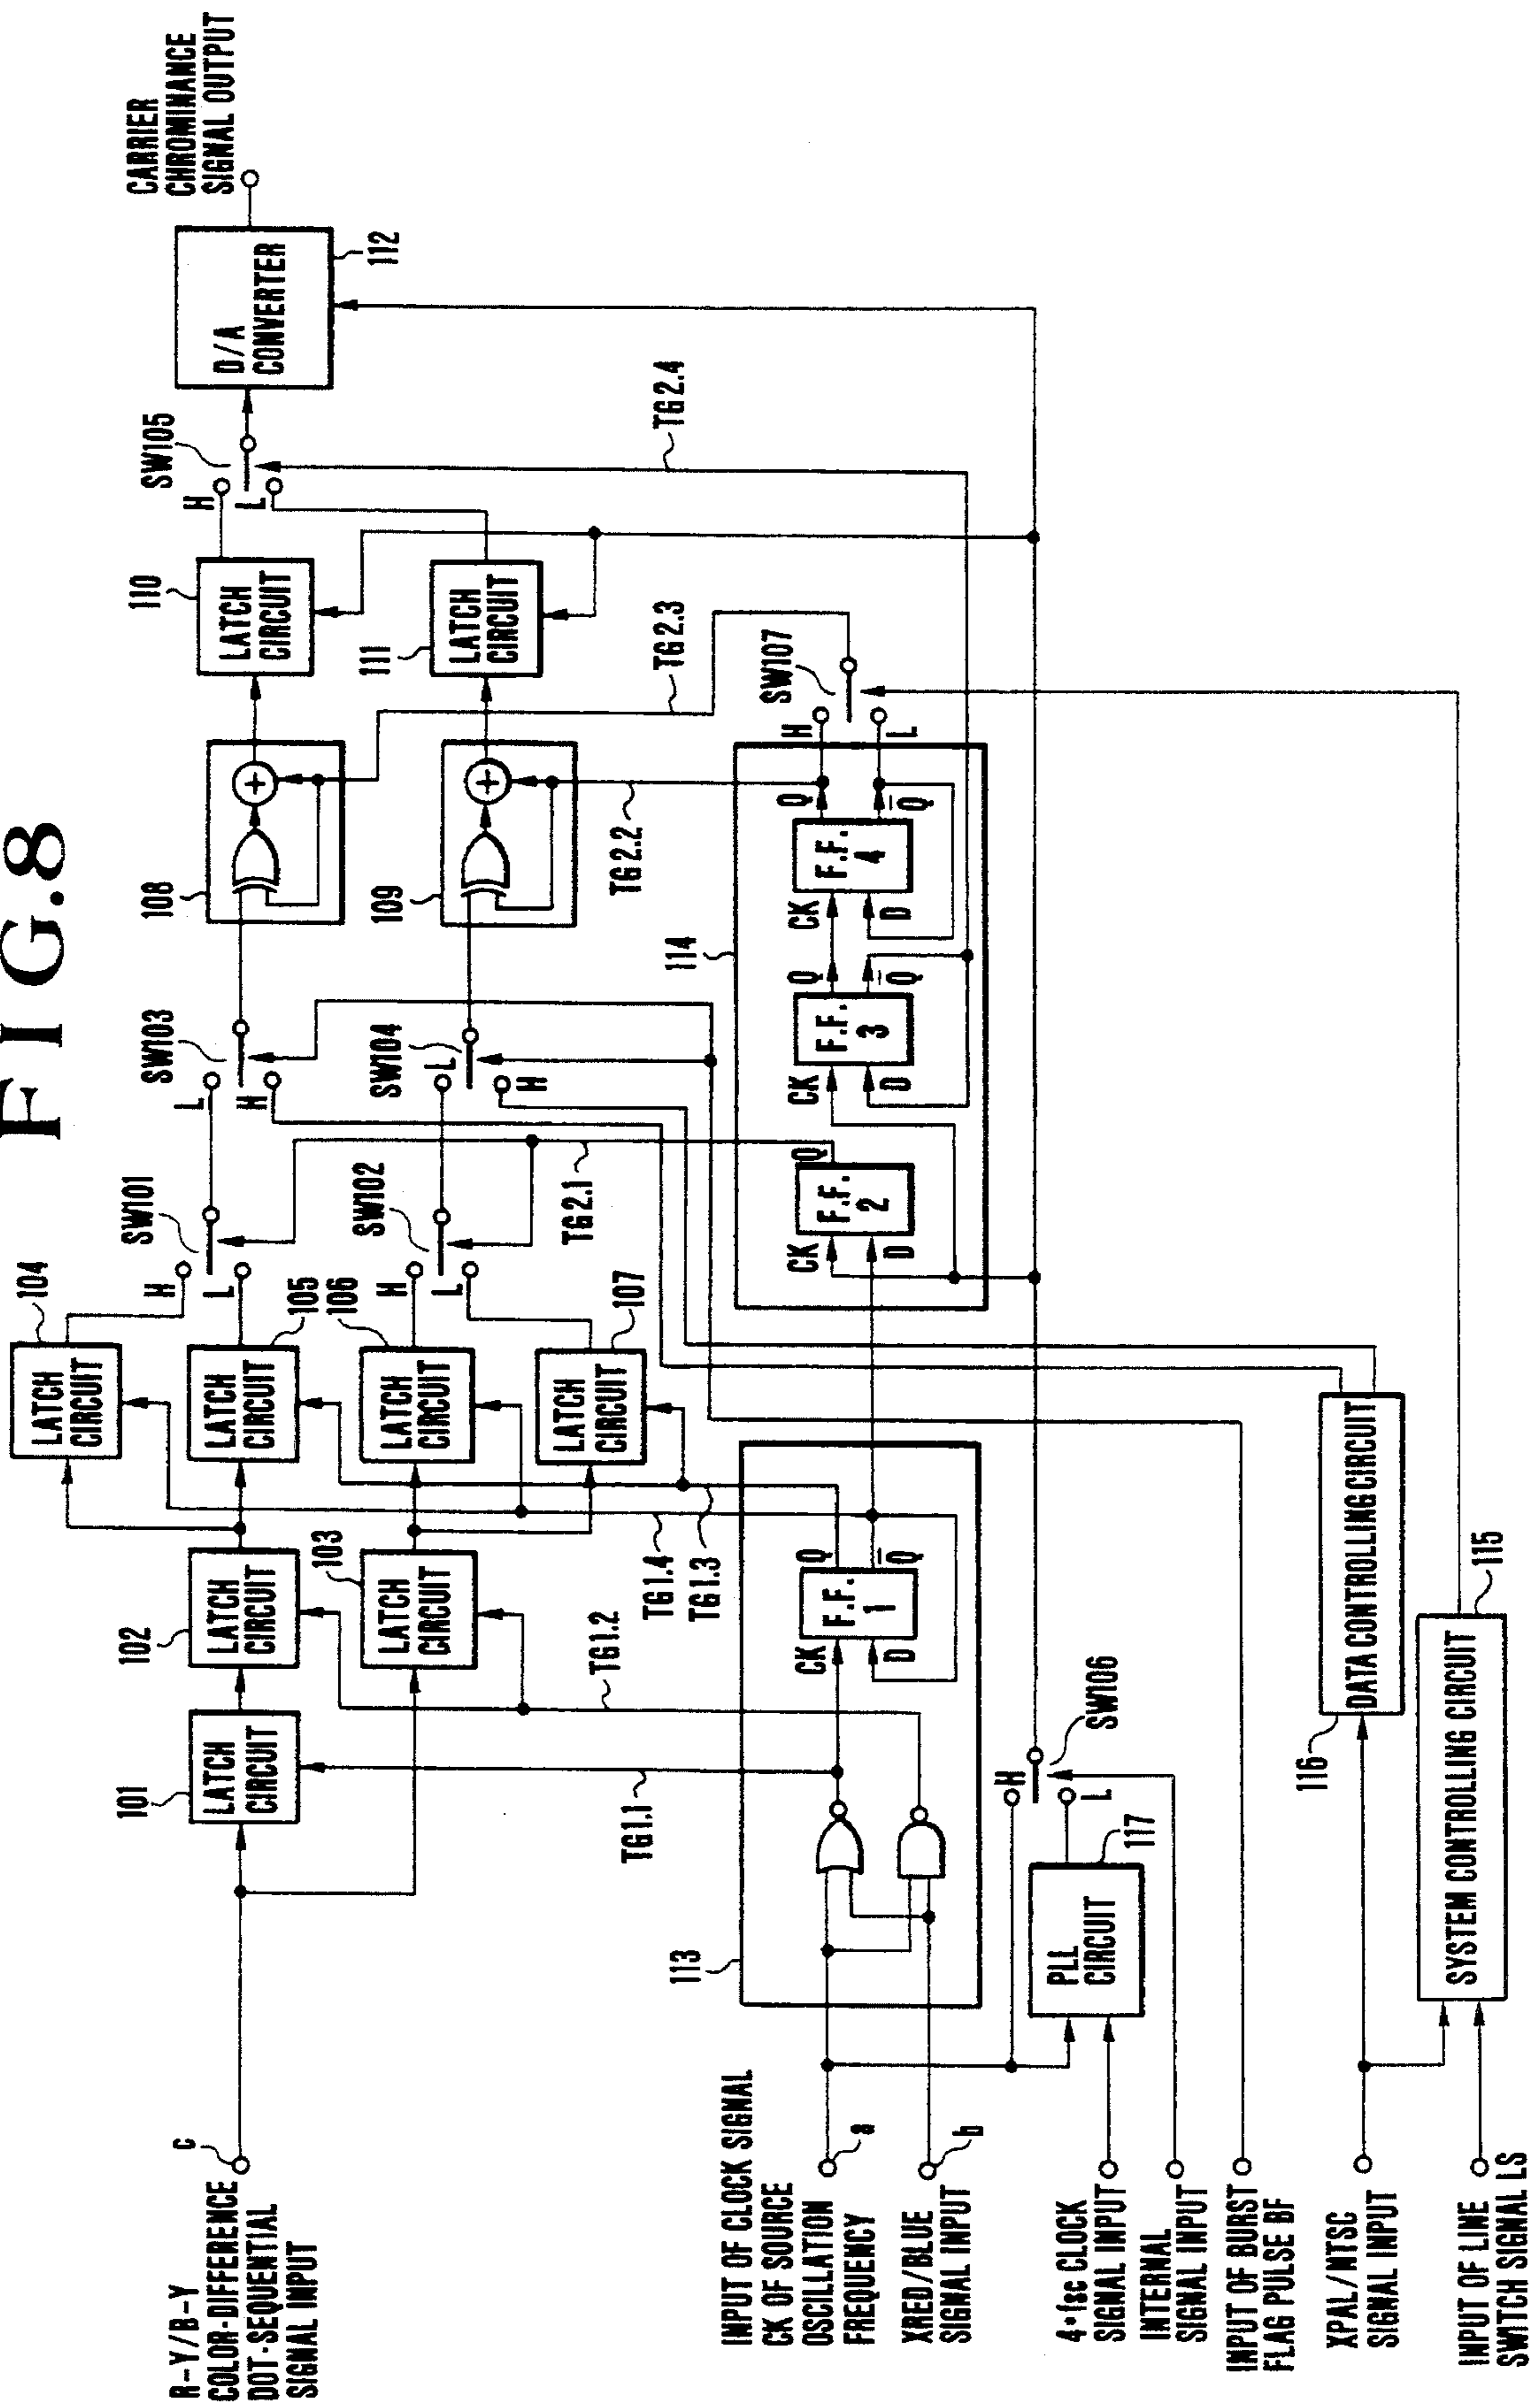 FIG.8
R-Y/B-Y
COLOR-DIFFERENCE
DOT-SEQUENTIAL
SIGNAL INPUT
c
101
LATCH
CIRCUIT
102
LATCH
CIRCUIT
103
LATCH
CIRCUIT
104
LATCH
CIRCUIT
LATCH
CIRCUIT
105
106
LATCH
CIRCUIT
LATCH
CIRCUIT
107
H
L
SW101
H
L
SW102
L
H
SW103
L
H
SW104
108
109
110
LATCH
CIRCUIT
111
LATCH
CIRCUIT
H
L
SW105
D/A
CONVERTER
112
CARRIER
CHROMINANCE
SIGNAL OUTPUT
TG1.1
TG1.2
TG1.4
TG1.3
TG2.1
TG2.2
TG2.3
TG2.4
INPUT OF CLOCK SIGNAL
CK OF SOURCE
OSCILLATION
FREQUENCY
a
XRED/BLUE
SIGNAL INPUT
b
113
CK
D
F.F.
1
Q
Q̅
114
CK
D
F.F.
2
Q
CK
D
F.F.
3
Q
Q̅
CK
D
F.F.
4
Q
Q̅
H
L
SW107
4•fsc CLOCK
SIGNAL INPUT
PLL
CIRCUIT
117
H
L
SW106
INTERNAL
SIGNAL INPUT
INPUT OF BURST
FLAG PULSE BF
XPAL/NTSC
SIGNAL INPUT
116
DATA CONTROLLING CIRCUIT
INPUT OF LINE
SWITCH SIGNAL LS
SYSTEM CONTROLLING CIRCUIT
115